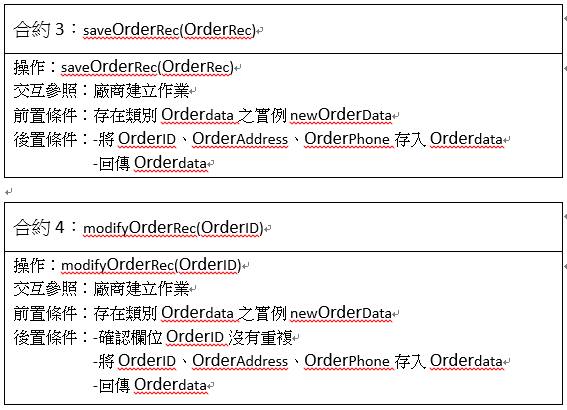 合約 3：saveOrderRec(OrderRec)
操作：saveOrderRec(OrderRec)
交互參照：廠商建立作業
前置條件：存在類別 Orderdata 之實例 newOrderData
後置條件：-將 OrderID、OrderAddress、OrderPhone 存入 Orderdata
-回傳 Orderdata
合約 4：modifyOrderRec(OrderID)
操作：modifyOrderRec(OrderID)
交互參照：廠商建立作業
前置條件：存在類別 Orderdata 之實例 newOrderData
後置條件：-確認欄位 OrderID 沒有重複
-將 OrderID、OrderAddress、OrderPhone 存入 Orderdata
-回傳 Orderdata